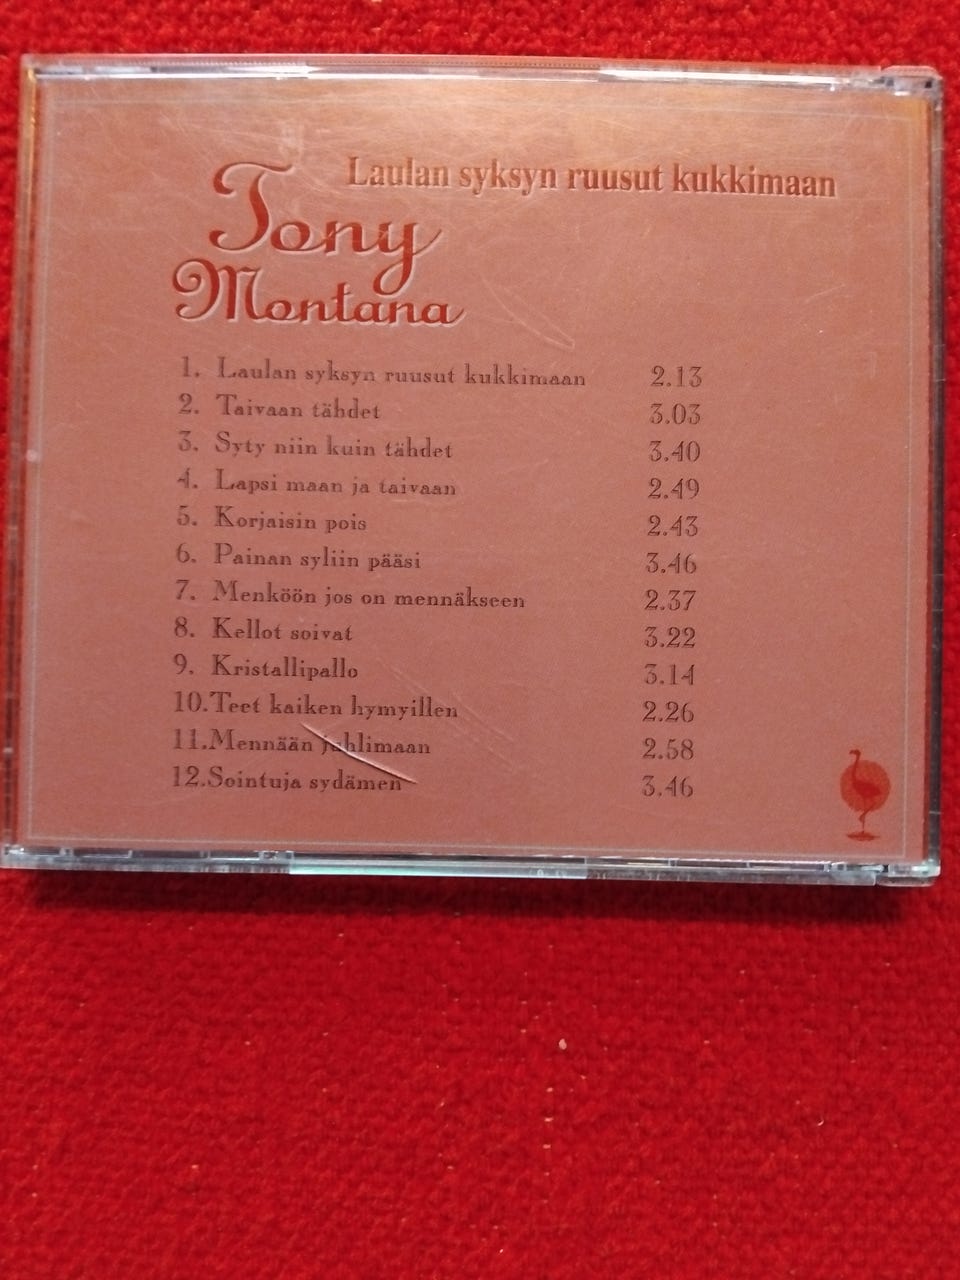 Laulan syksyn ruusut kukkimaan
Tony
Montana
1. Laulan syksyn ruusut kukkimaan 2.13
2. Taivaan tähdet 3.03
3. Syty niin kuin tähdet 3.40
4. Lapsi maan ja taivaan 2.49
5. Korjaisin pois 2.43
6. Painan syliin pääsi 3.46
7. Menköön jos on mennäkseen 2.37
8. Kellot soivat 3.22
9. Kristallipallo 3.14
10.Teet kaiken hymyillen 2.26
11.Mennään juhlimaan 2.58
12.Sointuja sydämen 3.46